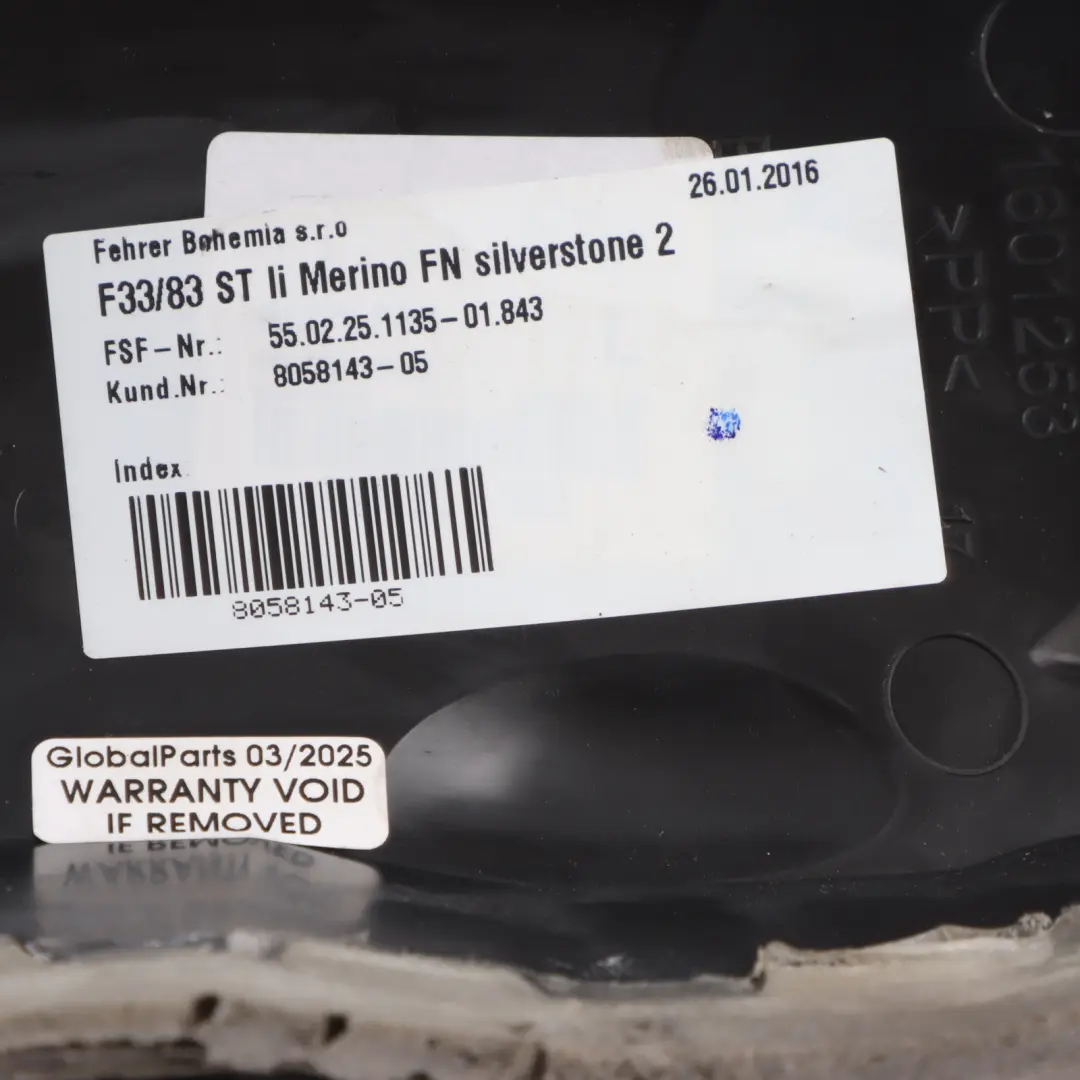 26.01.2016
Fehrer Bohemia s.r.o
F33/83 ST li Merino FN silverstone 2
FSF-Nr.: 55.02.25.1135-01.843
Kund.Nr.: 8058143-05
Index
8058143-05
>PP<
GlobalParts 03/2025
WARRANTY VOID
IF REMOVED